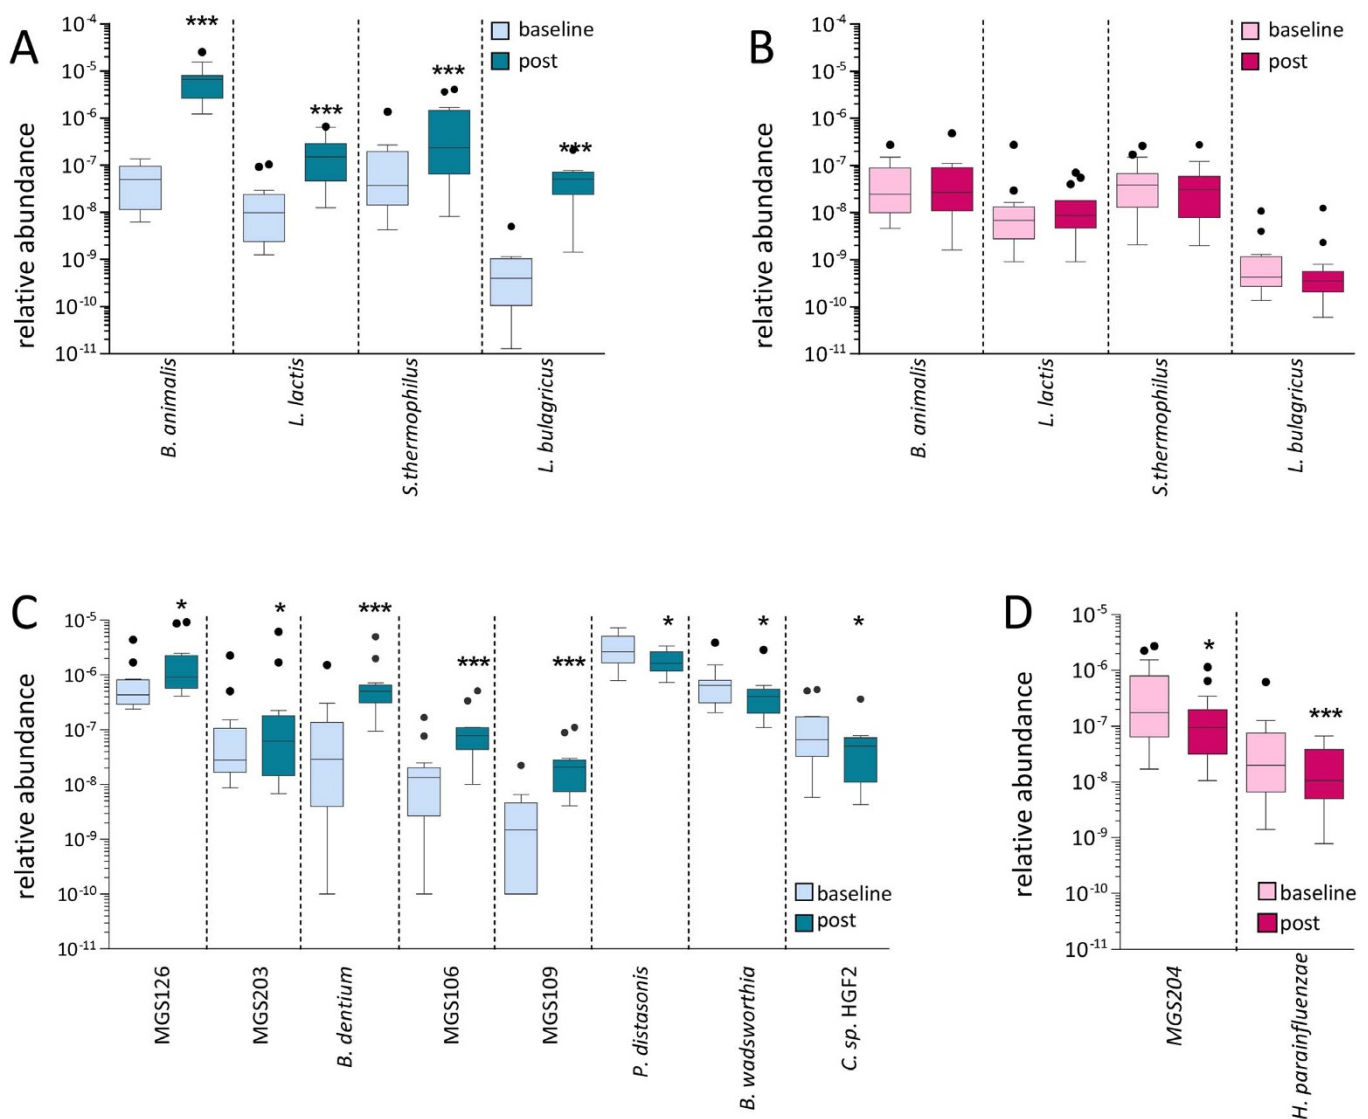 A
relative abundance
10-4
10-5
10-6
10-7
10-8
10-9
10-10
10-11
***
***
***
***
baseline
post
B. animalis
L. lactis
S.thermophilus
L. bulagricus
B
relative abundance
10-4
10-5
10-6
10-7
10-8
10-9
10-10
10-11
baseline
post
B. animalis
L. lactis
S.thermophilus
L. bulagricus
C
relative abundance
10-5
10-6
10-7
10-8
10-9
10-10
10-11
*
*
***
***
***
*
*
*
baseline
post
MGS126
MGS203
B. dentium
MGS106
MGS109
P. distasonis
B. wadsworthia
C. sp. HGF2
D
relative abundance
10-5
10-6
10-7
10-8
10-9
10-10
10-11
*
***
baseline
post
MGS204
H. parainfluenzae